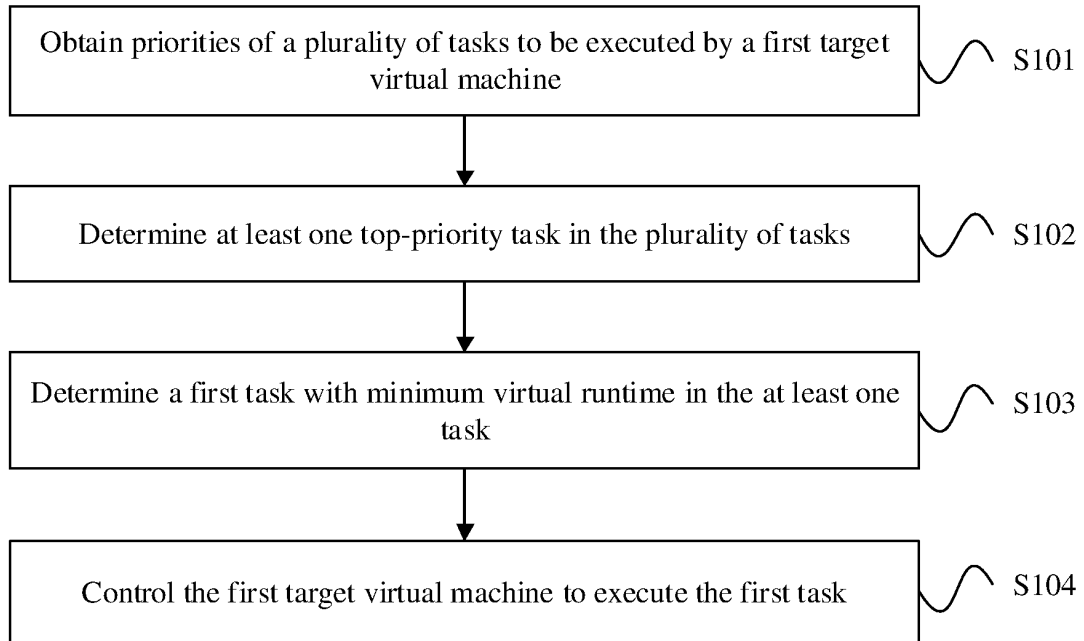 Obtain priorities of a plurality of tasks to be executed by a first target
virtual machine
S101
Determine at least one top-priority task in the plurality of tasks
S102
Determine a first task with minimum virtual runtime in the at least one
task
S103
Control the first target virtual machine to execute the first task
S104